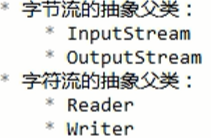 * 字节流的抽象父类：
* InputStream
* OutputStream
* 字符流的抽象父类：
* Reader
* Writer